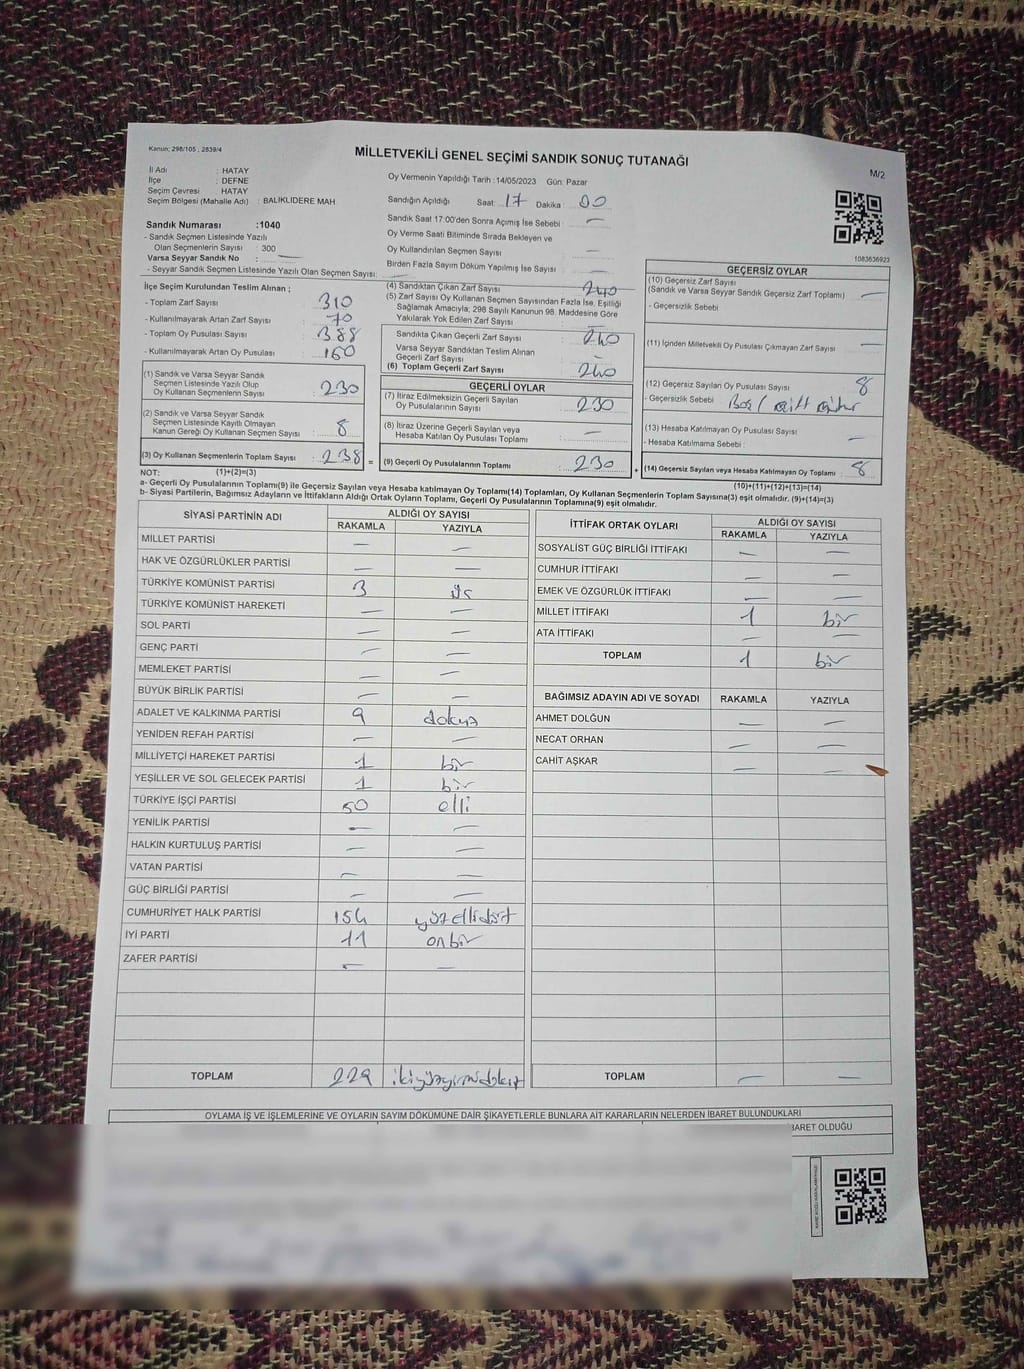 Kanun; 298/105 , 2839/4
MİLLETVEKİLİ GENEL SEÇİMİ SANDIK SONUÇ TUTANAĞI
M/2
İl Adı : HATAY
İlçe : DEFNE
Seçim Çevresi : HATAY
Seçim Bölgesi (Mahalle Adı) : BALIKLIDERE MAH
Oy Vermenin Yapıldığı Tarih :14/05/2023 Gün: Pazar
Sandığın Açıldığı Saat: 17 Dakika : 00
Sandık Saat 17:00'den Sonra Açımış İse Sebebi : —
Oy Verme Saati Bitiminde Sırada Bekleyen ve
Oy Kullandırılan Seçmen Sayısı : —
Birden Fazla Sayım Döküm Yapılmış İse Sayısı : —
1083636923
Sandık Numarası :1040
- Sandık Seçmen Listesinde Yazılı
Olan Seçmenlerin Sayısı : 300
Varsa Seyyar Sandık No : —
- Seyyar Sandık Seçmen Listesinde Yazılı Olan Seçmen Sayısı: —
İlçe Seçim Kurulundan Teslim Alınan ;
- Toplam Zarf Sayısı : 310
- Kullanılmayarak Artan Zarf Sayısı : 70
- Toplam Oy Pusulası Sayısı : 388
- Kullanılmayarak Artan Oy Pusulası : 160
(1) Sandık ve Varsa Seyyar Sandık
Seçmen Listesinde Yazılı Olup
Oy Kullanan Seçmenlerin Sayısı : 230
(2) Sandık ve Varsa Seyyar Sandık
Seçmen Listesinde Kayıtlı Olmayan
Kanun Gereği Oy Kullanan Seçmen Sayısı : 8
(3) Oy Kullanan Seçmenlerin Toplam Sayısı : 238 =
(4) Sandıktan Çıkan Zarf Sayısı : 240
(5) Zarf Sayısı Oy Kullanan Seçmen Sayısından Fazla İse, Eşitliği
Sağlamak Amacıyla; 298 Sayılı Kanunun 98. Maddesine Göre
Yakılarak Yok Edilen Zarf Sayısı :
Sandıkta Çıkan Geçerli Zarf Sayısı : 240
Varsa Seyyar Sandıktan Teslim Alınan
Geçerli Zarf Sayısı : —
(6) Toplam Geçerli Zarf Sayısı : 240
GEÇERLİ OYLAR
(7) İtiraz Edilmeksizin Geçerli Sayılan
Oy Pusulalarının Sayısı : 230
(8) İtiraz Üzerine Geçerli Sayılan veya
Hesaba Katılan Oy Pusulası Toplamı : —
(9) Geçerli Oy Pusulalarının Toplamı : 230 +
GEÇERSİZ OYLAR
(10) Geçersiz Zarf Sayısı
(Sandık ve Varsa Seyyar Sandık Geçersiz Zarf Toplamı) : —
- Geçersizlik Sebebi :
(11) İçinden Milletvekili Oy Pusulası Çıkmayan Zarf Sayısı : —
(12) Geçersiz Sayılan Oy Pusulası Sayısı : 8
- Geçersizlik Sebebi : Boş / çift mühür
(13) Hesaba Katılmayan Oy Pusulası Sayısı : —
- Hesaba Katılmama Sebebi :
(14) Geçersiz Sayılan veya Hesaba Katılmayan Oy Toplamı : 8
NOT: (1)+(2)=(3)
(10)+(11)+(12)+(13)=(14)
a- Geçerli Oy Pusulalarının Toplamı(9) ile Geçersiz Sayılan veya Hesaba Katılmayan Oy Toplamı(14) Toplamları, Oy Kullanan Seçmenlerin Toplam Sayısına(3) eşit olmalıdır. (9)+(14)=(3)
b- Siyasi Partilerin, Bağımsız Adayların ve İttifakların Aldığı Ortak Oyların Toplamı, Geçerli Oy Pusulalarının Toplamına(9) eşit olmalıdır.
SİYASİ PARTİNİN ADI ALDIĞI OY SAYISI
RAKAMLA YAZIYLA
MİLLET PARTİSİ — —
HAK VE ÖZGÜRLÜKLER PARTİSİ — —
TÜRKİYE KOMÜNİST PARTİSİ 3 üç
TÜRKİYE KOMÜNİST HAREKETİ — —
SOL PARTİ — —
GENÇ PARTİ — —
MEMLEKET PARTİSİ — —
BÜYÜK BİRLİK PARTİSİ — —
ADALET VE KALKINMA PARTİSİ 9 dokuz
YENİDEN REFAH PARTİSİ — —
MİLLİYETÇİ HAREKET PARTİSİ 1 bir
YEŞİLLER VE SOL GELECEK PARTİSİ 1 bir
TÜRKİYE İŞÇİ PARTİSİ 50 elli
YENİLİK PARTİSİ — —
HALKIN KURTULUŞ PARTİSİ — —
VATAN PARTİSİ — —
GÜÇ BİRLİĞİ PARTİSİ — —
CUMHURİYET HALK PARTİSİ 154 yüzellidört
İYİ PARTİ 11 onbir
ZAFER PARTİSİ — —
TOPLAM 229 ikiyüzyirmidokuz
İTTİFAK ORTAK OYLARI ALDIĞI OY SAYISI
RAKAMLA YAZIYLA
SOSYALİST GÜÇ BİRLİĞİ İTTİFAKI — —
CUMHUR İTTİFAKI — —
EMEK VE ÖZGÜRLÜK İTTİFAKI — —
MİLLET İTTİFAKI 1 bir
ATA İTTİFAKI — —
TOPLAM 1 bir
BAĞIMSIZ ADAYIN ADI VE SOYADI RAKAMLA YAZIYLA
AHMET DOLĞUN — —
NECAT ORHAN — —
CAHİT AŞKAR — —
TOPLAM — —
OYLAMA İŞ VE İŞLEMLERİNE VE OYLARIN SAYIM DÖKÜMÜNE DAİR ŞİKAYETLERLE BUNLARA AİT KARARLARIN NELERDEN İBARET BULUNDUKLARI
BARET OLDUĞU